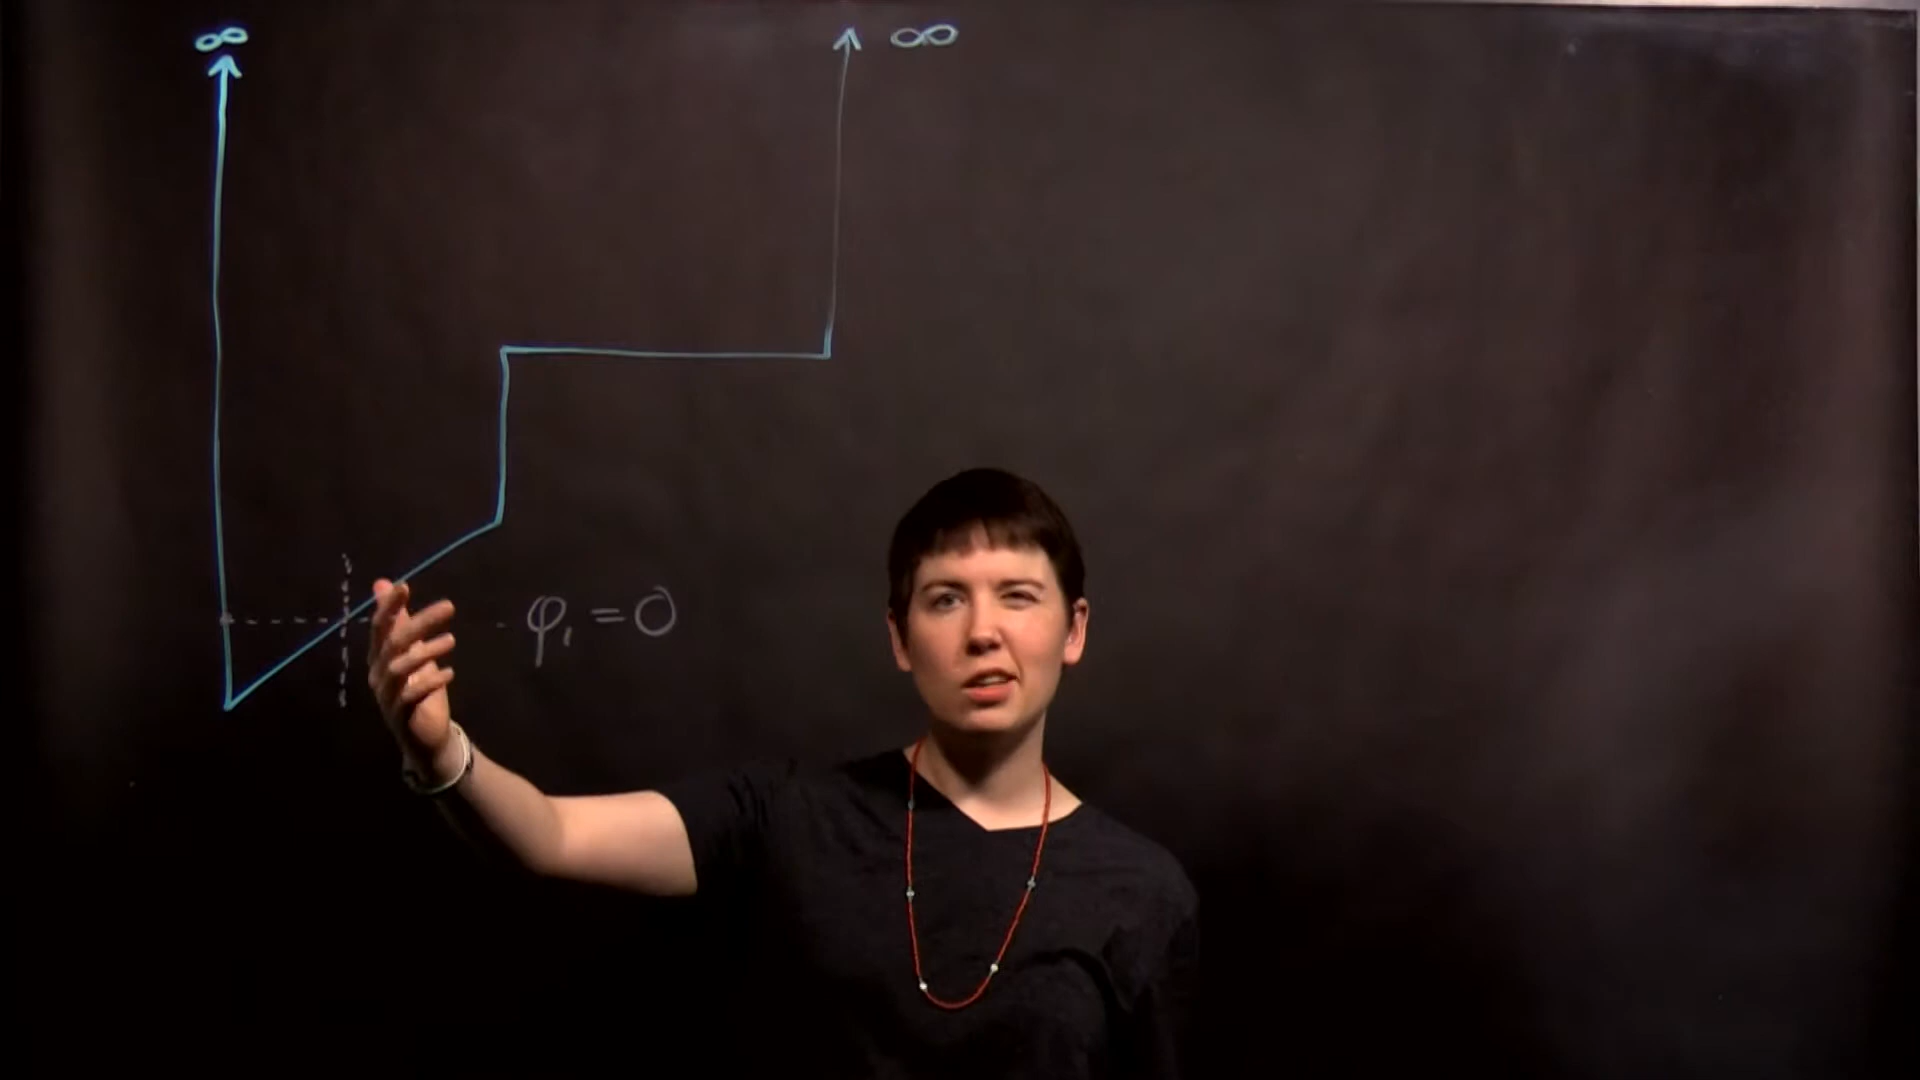 ∞ ∞
φ₁ = 0